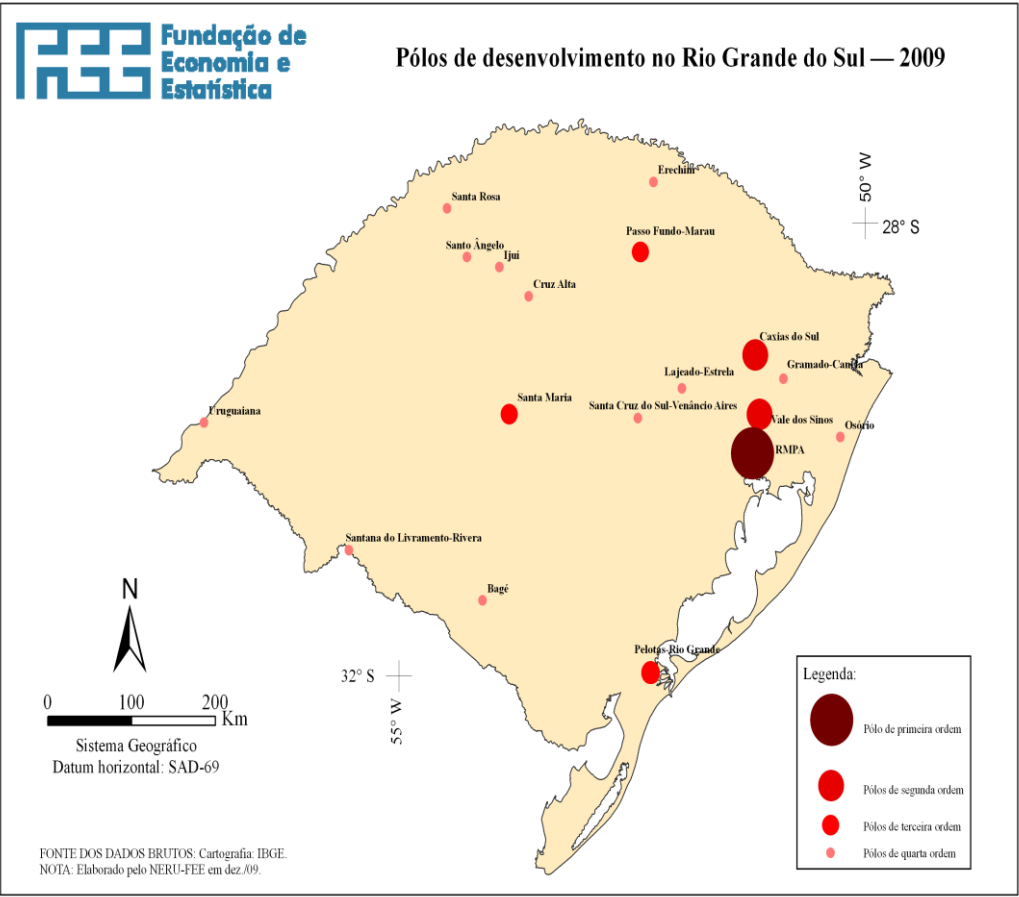 Fundação de
Economia e
Estatística
Pólos de desenvolvimento no Rio Grande do Sul — 2009
50° W
28° S
Erechim
Santa Rosa
Passo Fundo-Marau
Santo Ângelo
Ijuí
Cruz Alta
Caxias do Sul
Gramado-Canela
Lajeado-Estrela
Santa Maria
Santa Cruz do Sul-Venâncio Aires
Uruguaiana
Vale dos Sinos
Osório
RMPA
Santana do Livramento-Rivera
Bagé
Pelotas-Rio Grande
N
32° S
55° W
0 100 200
Km
Sistema Geográfico
Datum horizontal: SAD-69
Legenda:
Pólo de primeira ordem
Pólos de segunda ordem
Pólos de terceira ordem
Pólos de quarta ordem
FONTE DOS DADOS BRUTOS: Cartografia: IBGE.
NOTA: Elaborado pelo NERU-FEE em dez./09.